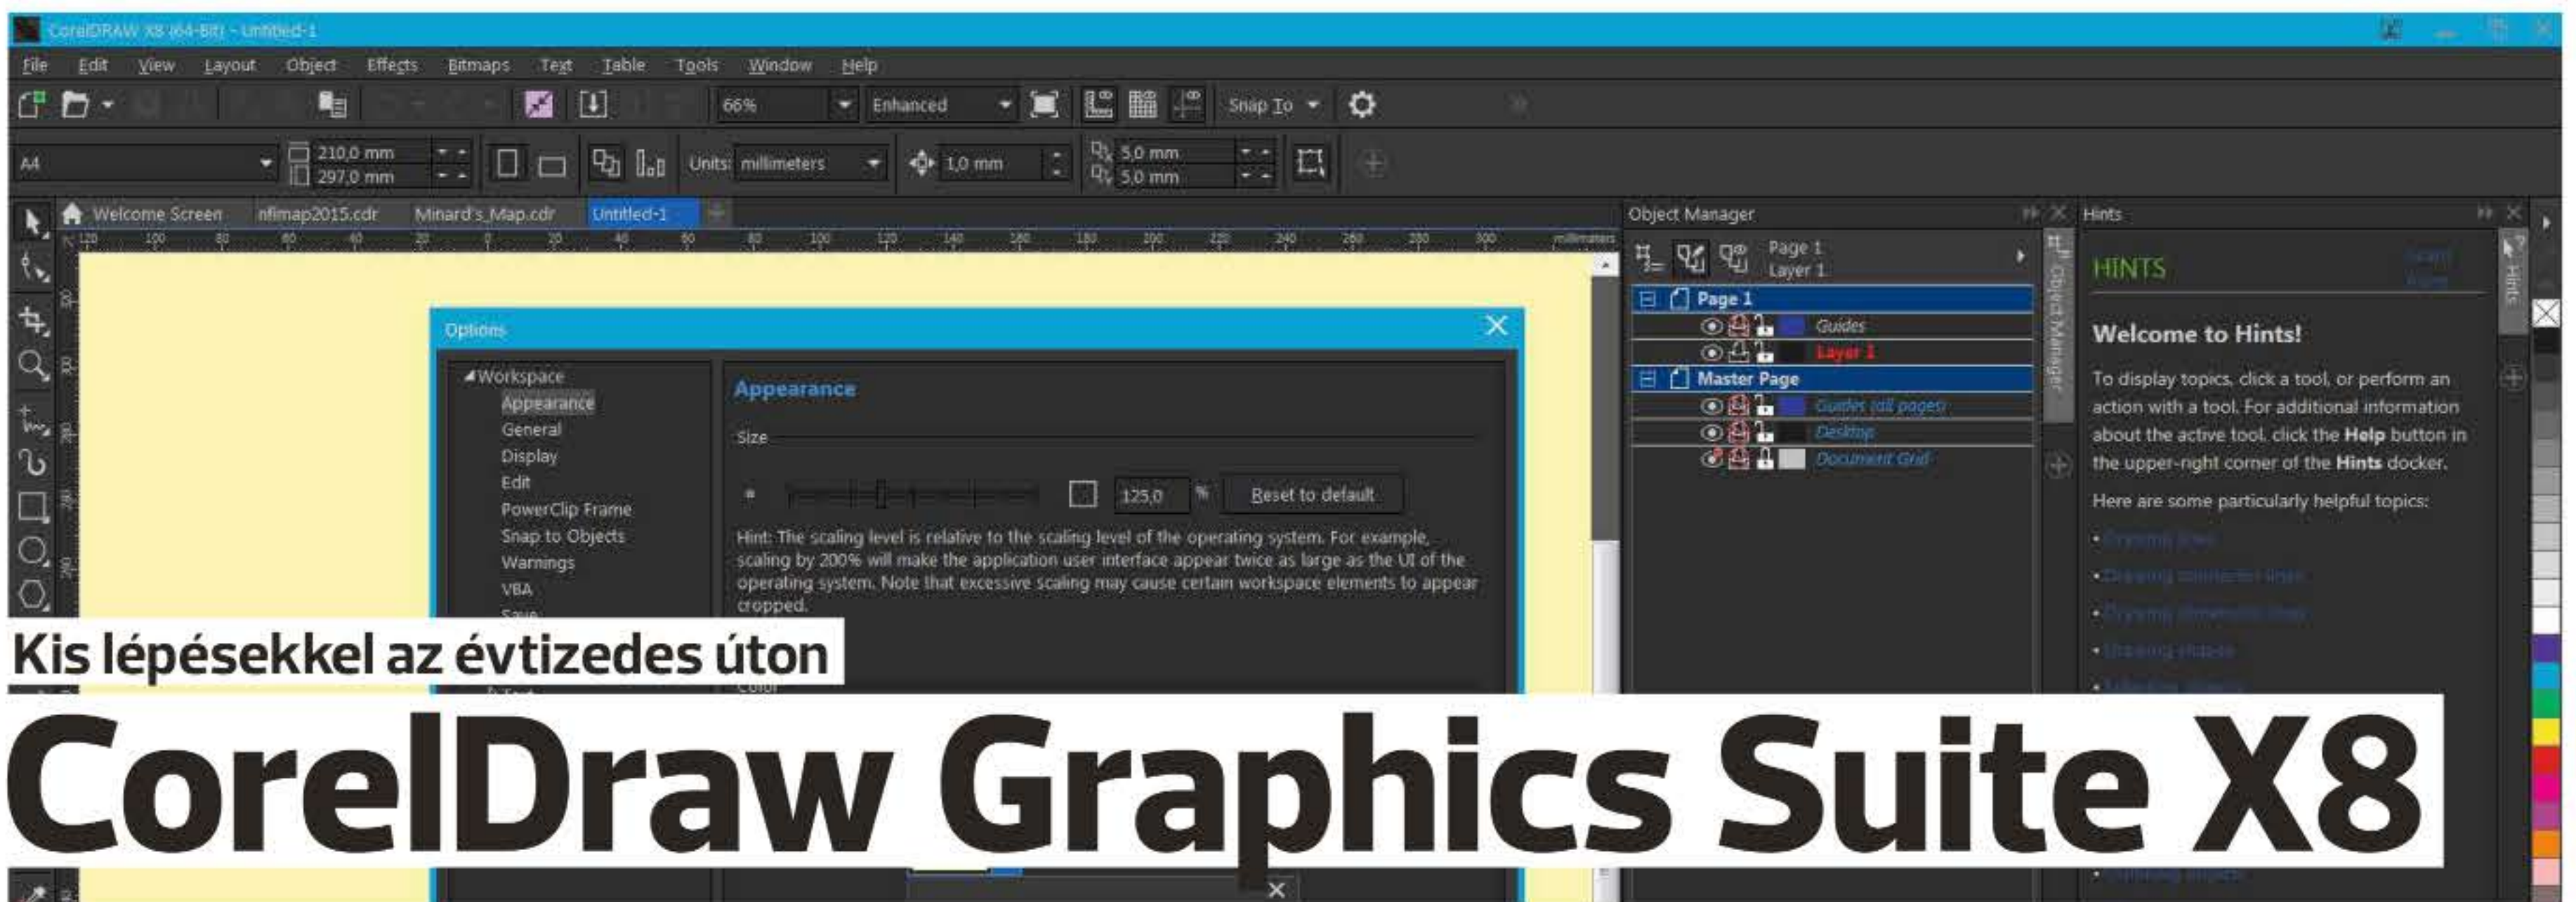 CorelDRAW X8 (64-Bit) - Untitled-1
File Edit View Layout Object Effects Bitmaps Text Table Tools Window Help
66% Enhanced Snap To
A4 210,0 mm Units: millimeters 1,0 mm 5,0 mm
297,0 mm 5,0 mm
Welcome Screen nfimap2015.cdr Minard's_Map.cdr Untitled-1
millimeters
Options
Workspace
Appearance
General
Display
Edit
PowerClip Frame
Snap to Objects
Warnings
VBA
Save
Appearance
Size
125,0 % Reset to default
Hint: The scaling level is relative to the scaling level of the operating system. For example,
scaling by 200% will make the application user interface appear twice as large as the UI of the
operating system. Note that excessive scaling may cause certain workspace elements to appear
cropped.
Color
Object Manager
Page 1
Layer 1
Page 1
Guides
Layer 1
Master Page
Guides (all pages)
Desktop
Document Grid
Object Manager
Hints
HINTS
Welcome to Hints!
To display topics, click a tool, or perform an
action with a tool. For additional information
about the active tool, click the Help button in
the upper-right corner of the Hints docker.
Here are some particularly helpful topics:
Hints
Kis lépésekkel az évtizedes úton
CorelDraw Graphics Suite X8